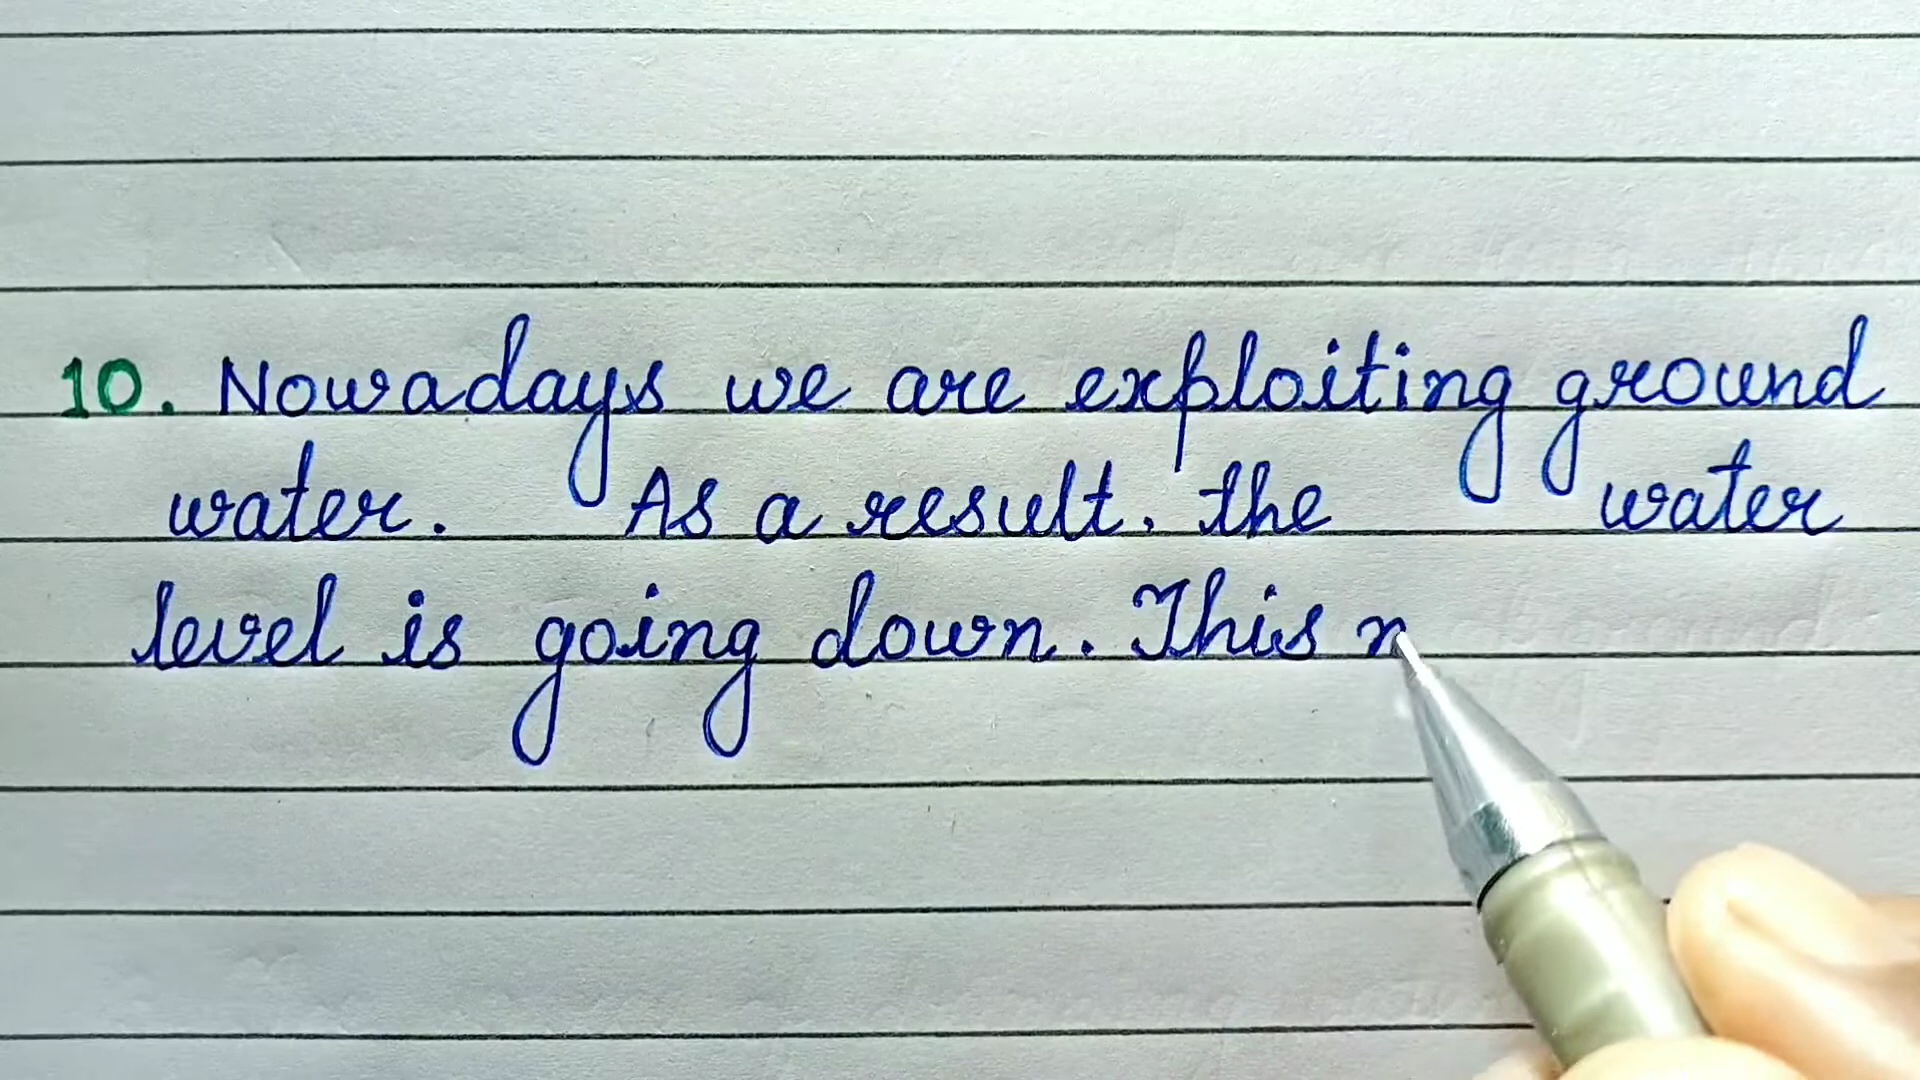 10. Nowadays we are exploiting ground
water. As a result, the water
level is going down. This